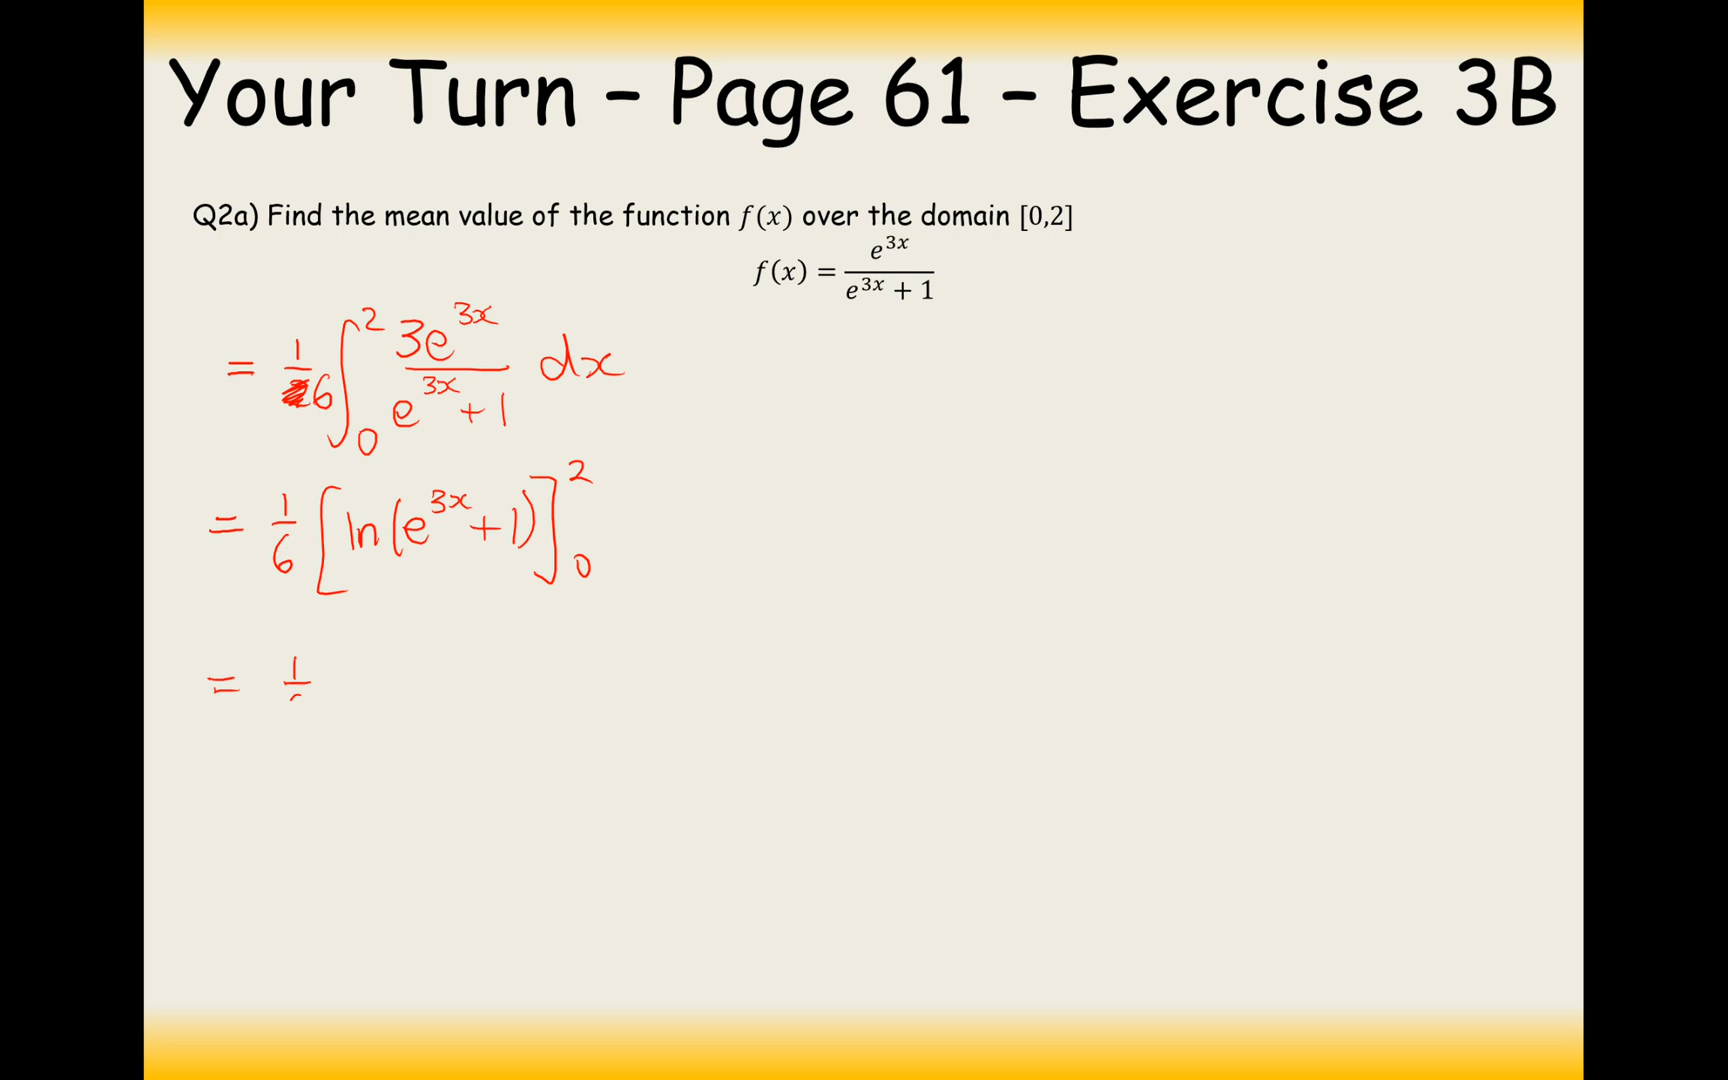 Your Turn – Page 61 – Exercise 3B
Q2a) Find the mean value of the function f(x) over the domain [0,2]
f(x) = e^{3x} / (e^{3x} + 1)
= 1/6 ∫_0^2 3e^{3x} / (e^{3x} + 1) dx
= 1/6 [ln(e^{3x} + 1)]_0^2
= 1